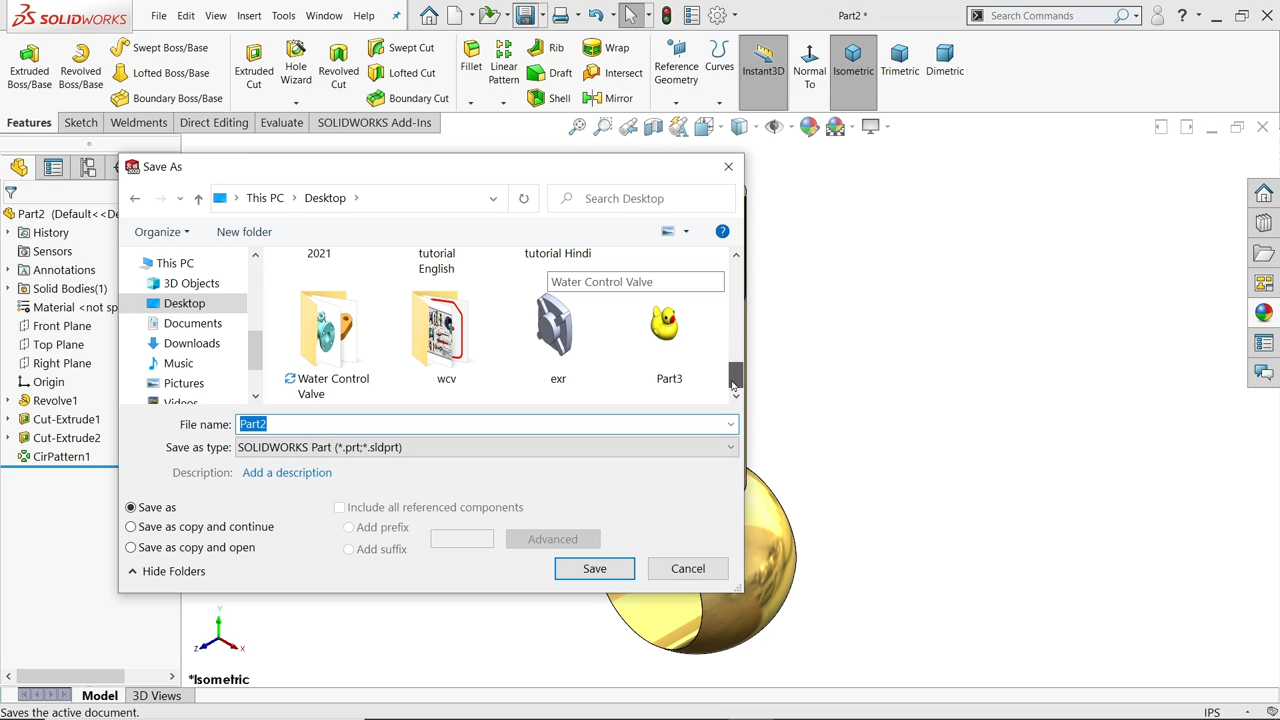 SOLIDWORKS
File
Edit
View
Insert
Tools
Window
Help
Part2 *
Search Commands
?
Extruded
Boss/Base
Revolved
Boss/Base
Swept Boss/Base
Lofted Boss/Base
Boundary Boss/Base
Extruded
Cut
Hole
Wizard
Revolved
Cut
Swept Cut
Lofted Cut
Boundary Cut
Fillet
Linear
Pattern
Rib
Draft
Shell
Wrap
Intersect
Mirror
Reference
Geometry
Curves
Instant3D
Normal
To
Isometric
Trimetric
Dimetric
Features
Sketch
Weldments
Direct Editing
Evaluate
SOLIDWORKS Add-Ins
Part2 (Default<<De
History
Sensors
Annotations
Solid Bodies(1)
Material <not sp
Front Plane
Top Plane
Right Plane
Origin
Revolve1
Cut-Extrude1
Cut-Extrude2
CirPattern1
Save As
This PC
Desktop
Search Desktop
Organize
New folder
?
This PC
3D Objects
Desktop
Documents
Downloads
Music
Pictures
Videos
2021
tutorial
English
tutorial Hindi
Water Control Valve
Water Control
Valve
wcv
exr
Part3
File name: Part2
Save as type: SOLIDWORKS Part (*.prt;*.sldprt)
Description: Add a description
Save as
Save as copy and continue
Save as copy and open
Include all referenced components
Add prefix
Add suffix
Advanced
Hide Folders
Save
Cancel
Y
Z
X
*Isometric
Model
3D Views
Saves the active document.
IPS